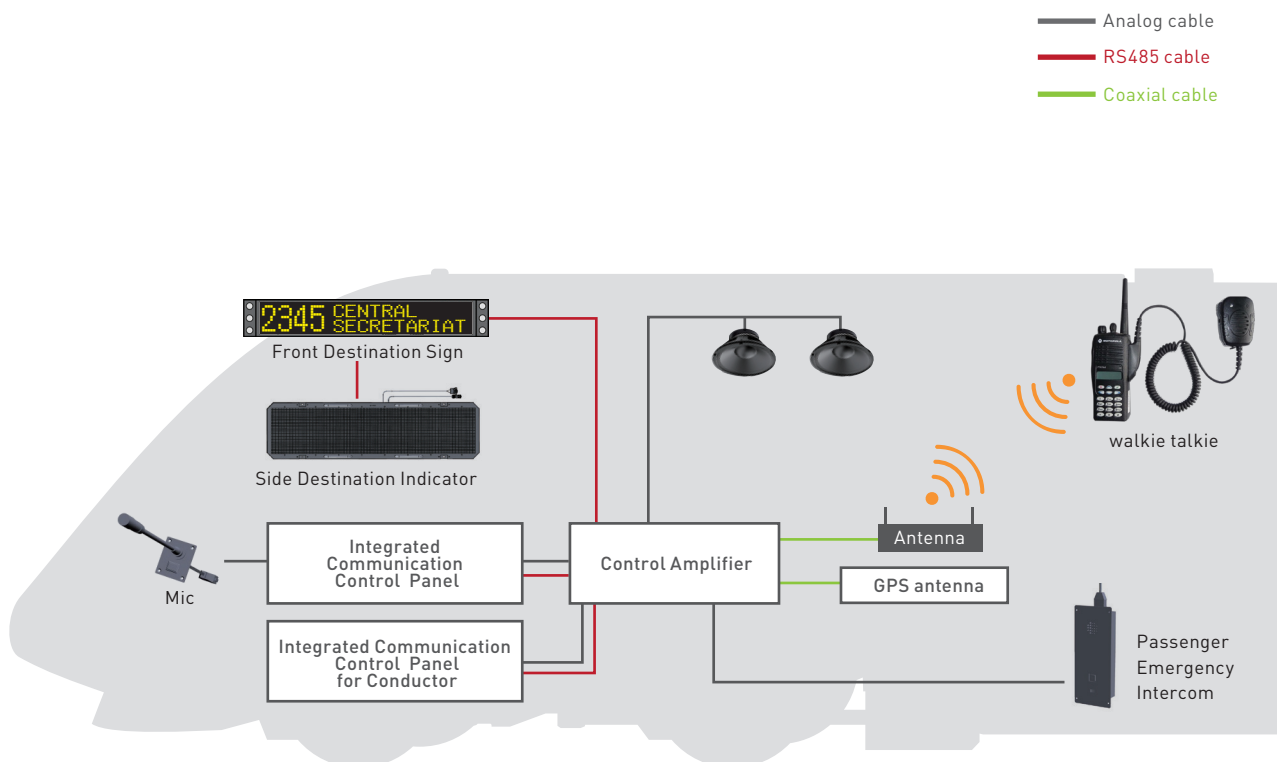 Analog cable
RS485 cable
Coaxial cable
2345 CENTRAL
SECRETARIAT
Front Destination Sign
Side Destination Indicator
walkie talkie
Antenna
Integrated
Communication
Control Panel
Control Amplifier
GPS antenna
Mic
Integrated Communication
Control Panel
for Conductor
Passenger
Emergency
Intercom